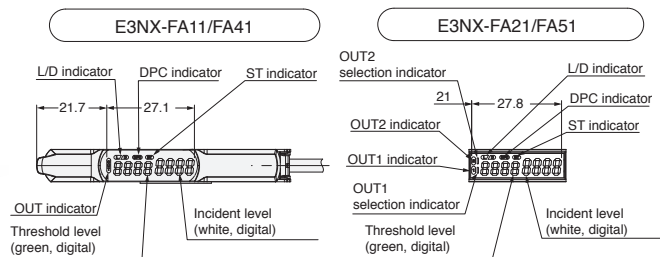 E3NX-FA11/FA41
L/D indicator
DPC indicator
ST indicator
21.7
27.1
OUT indicator
Threshold level
(green, digital)
Incident level
(white, digital)
E3NX-FA21/FA51
OUT2
selection indicator
L/D indicator
DPC indicator
ST indicator
21
27.8
OUT2 indicator
OUT1 indicator
OUT1
selection indicator
Threshold level
(green, digital)
Incident level
(white, digital)